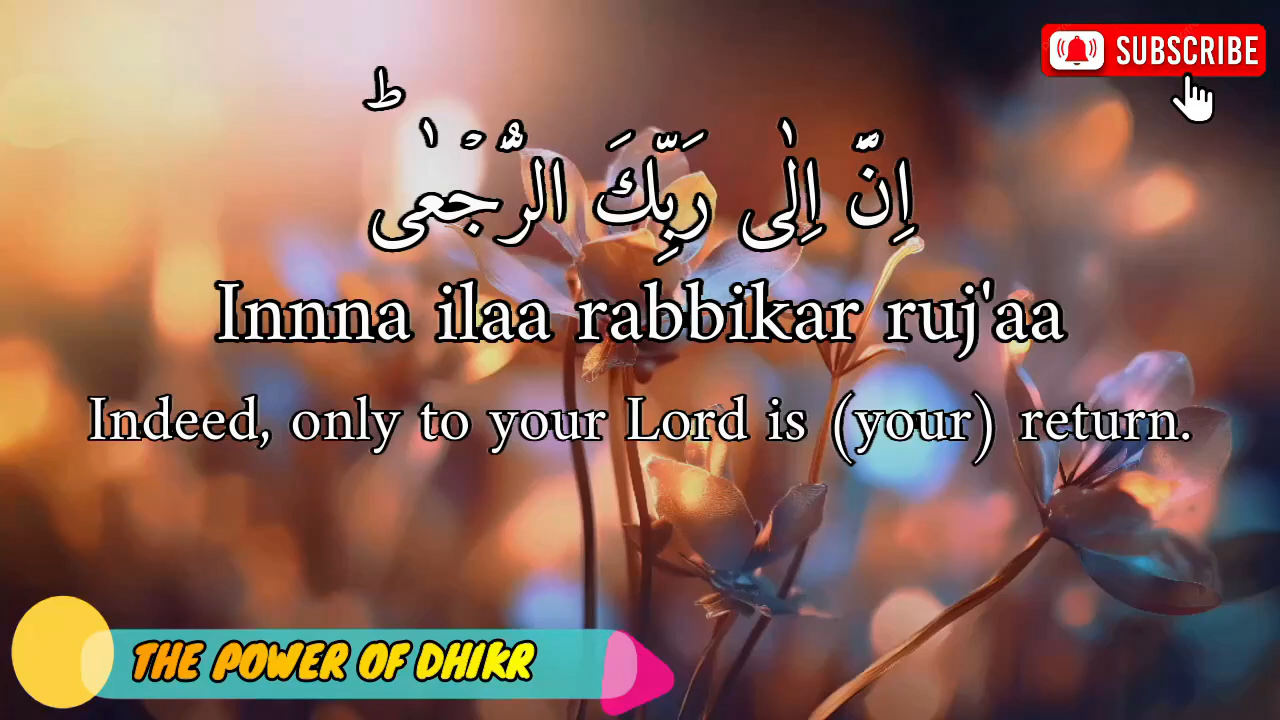 SUBSCRIBE
اِنَّ اِلٰى رَبِّكَ الرُّجۡعٰىؕ
Innna ilaa rabbikar ruj'aa
Indeed, only to your Lord is (your) return.
THE POWER OF DHIKR